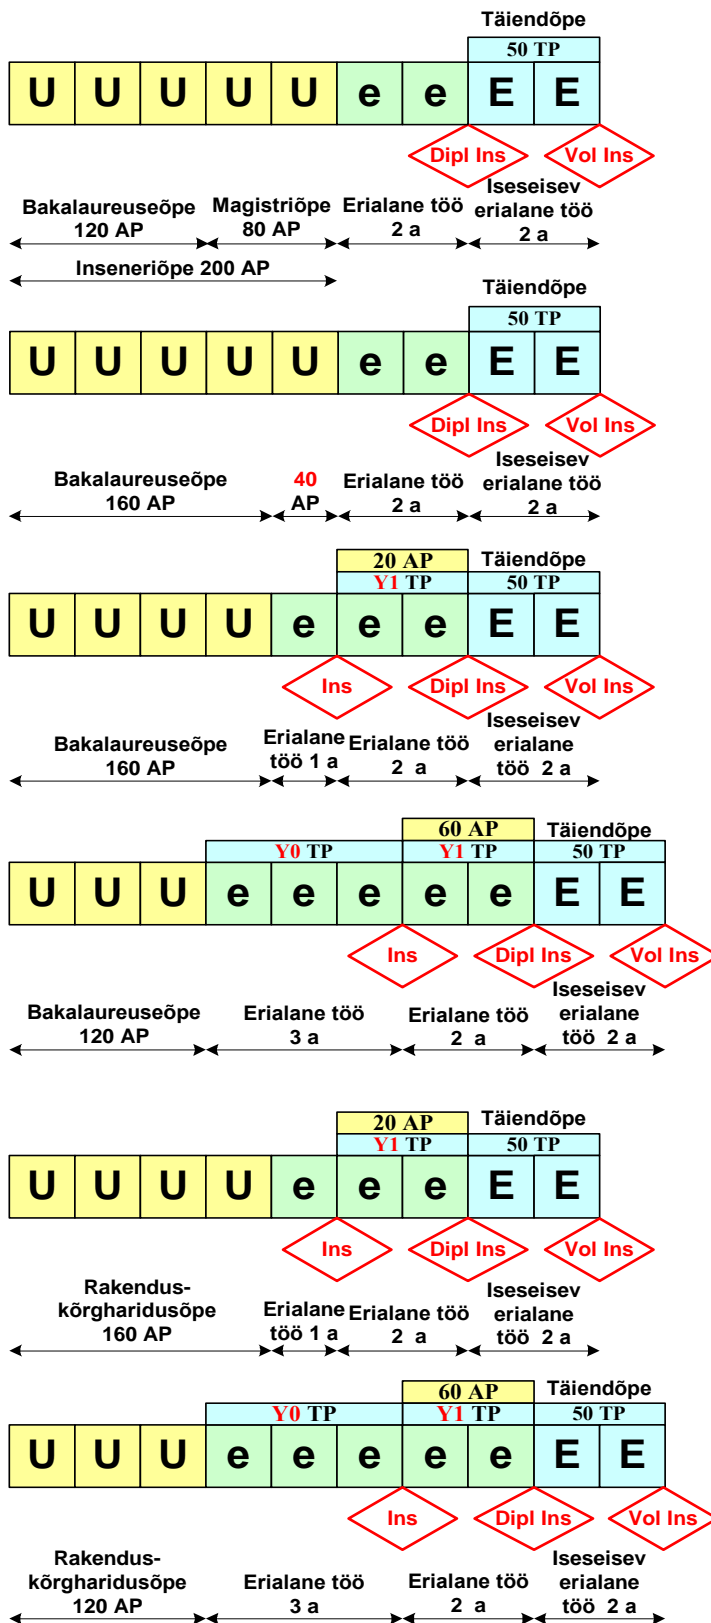 Täiendõpe
50 TP
U U U U U e e E E
Dipl Ins Vol Ins
Bakalaureuseõpe
120 AP
Magistriõpe
80 AP
Erialane töö
2 a
Iseseisev
erialane töö
2 a
Inseneriõpe 200 AP
Täiendõpe
50 TP
U U U U U e e E E
Dipl Ins Vol Ins
Bakalaureuseõpe
160 AP
40
AP
Erialane töö
2 a
Iseseisev
erialane töö
2 a
20 AP Täiendõpe
Y1 TP 50 TP
U U U U e e e E E
Ins Dipl Ins Vol Ins
Bakalaureuseõpe
160 AP
Erialane
töö 1 a
Erialane töö
2 a
Iseseisev
erialane
töö 2 a
60 AP Täiendõpe
Y0 TP Y1 TP 50 TP
U U U e e e e e E E
Ins Dipl Ins Vol Ins
Bakalaureuseõpe
120 AP
Erialane töö
3 a
Erialane töö
2 a
Iseseisev
erialane
töö 2 a
20 AP Täiendõpe
Y1 TP 50 TP
U U U U e e e E E
Ins Dipl Ins Vol Ins
Rakendus-
kõrgharidusõpe
160 AP
Erialane
töö 1 a
Erialane töö
2 a
Iseseisev
erialane
töö 2 a
60 AP Täiendõpe
Y0 TP Y1 TP 50 TP
U U U e e e e e E E
Ins Dipl Ins Vol Ins
Rakendus-
kõrgharidusõpe
120 AP
Erialane töö
3 a
Erialane töö
2 a
Iseseisev
erialane
töö 2 a